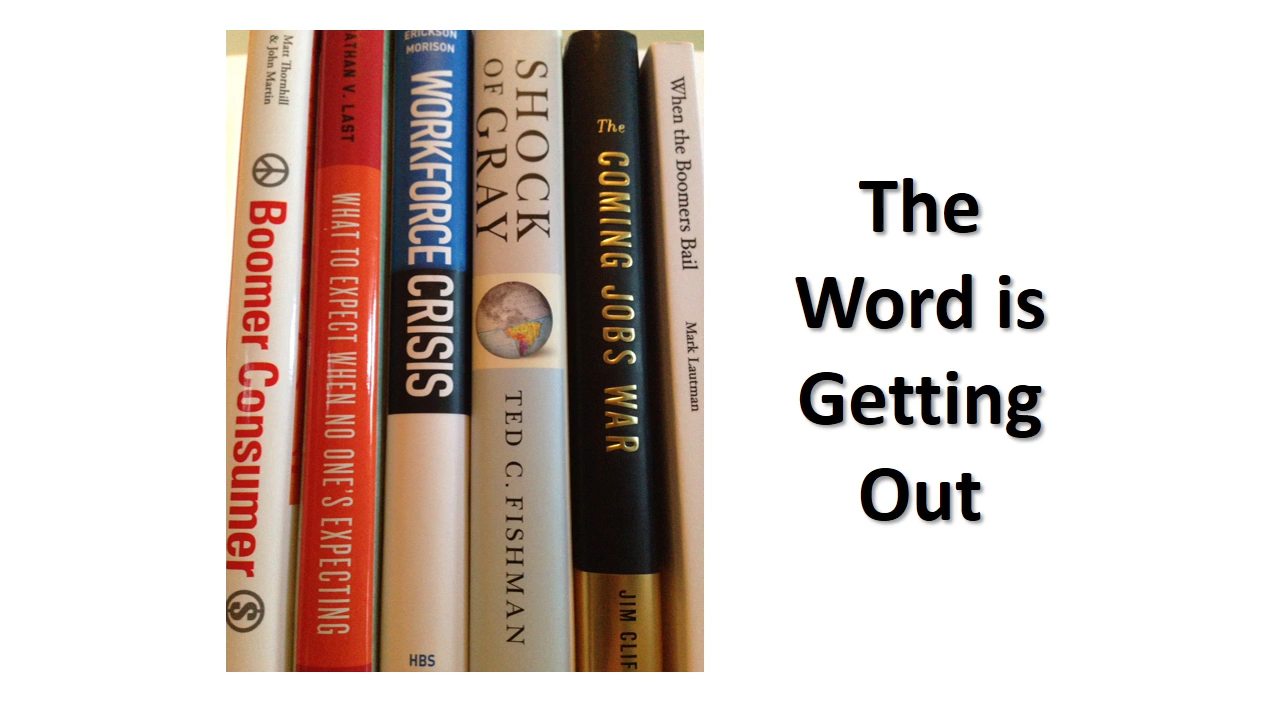 Matt Thornhill
& John Martin
Boomer Consumer
V. LAST
WHAT TO EXPECT WHEN NO ONE'S EXPECTING
ERICKSON
MORISON
WORKFORCE CRISIS
HBS
SHOCK
OF GRAY
TED C. FISHMAN
The
COMING JOBS WAR
JIM
When the Boomers Bail
Mark Lautman
The
Word is
Getting
Out